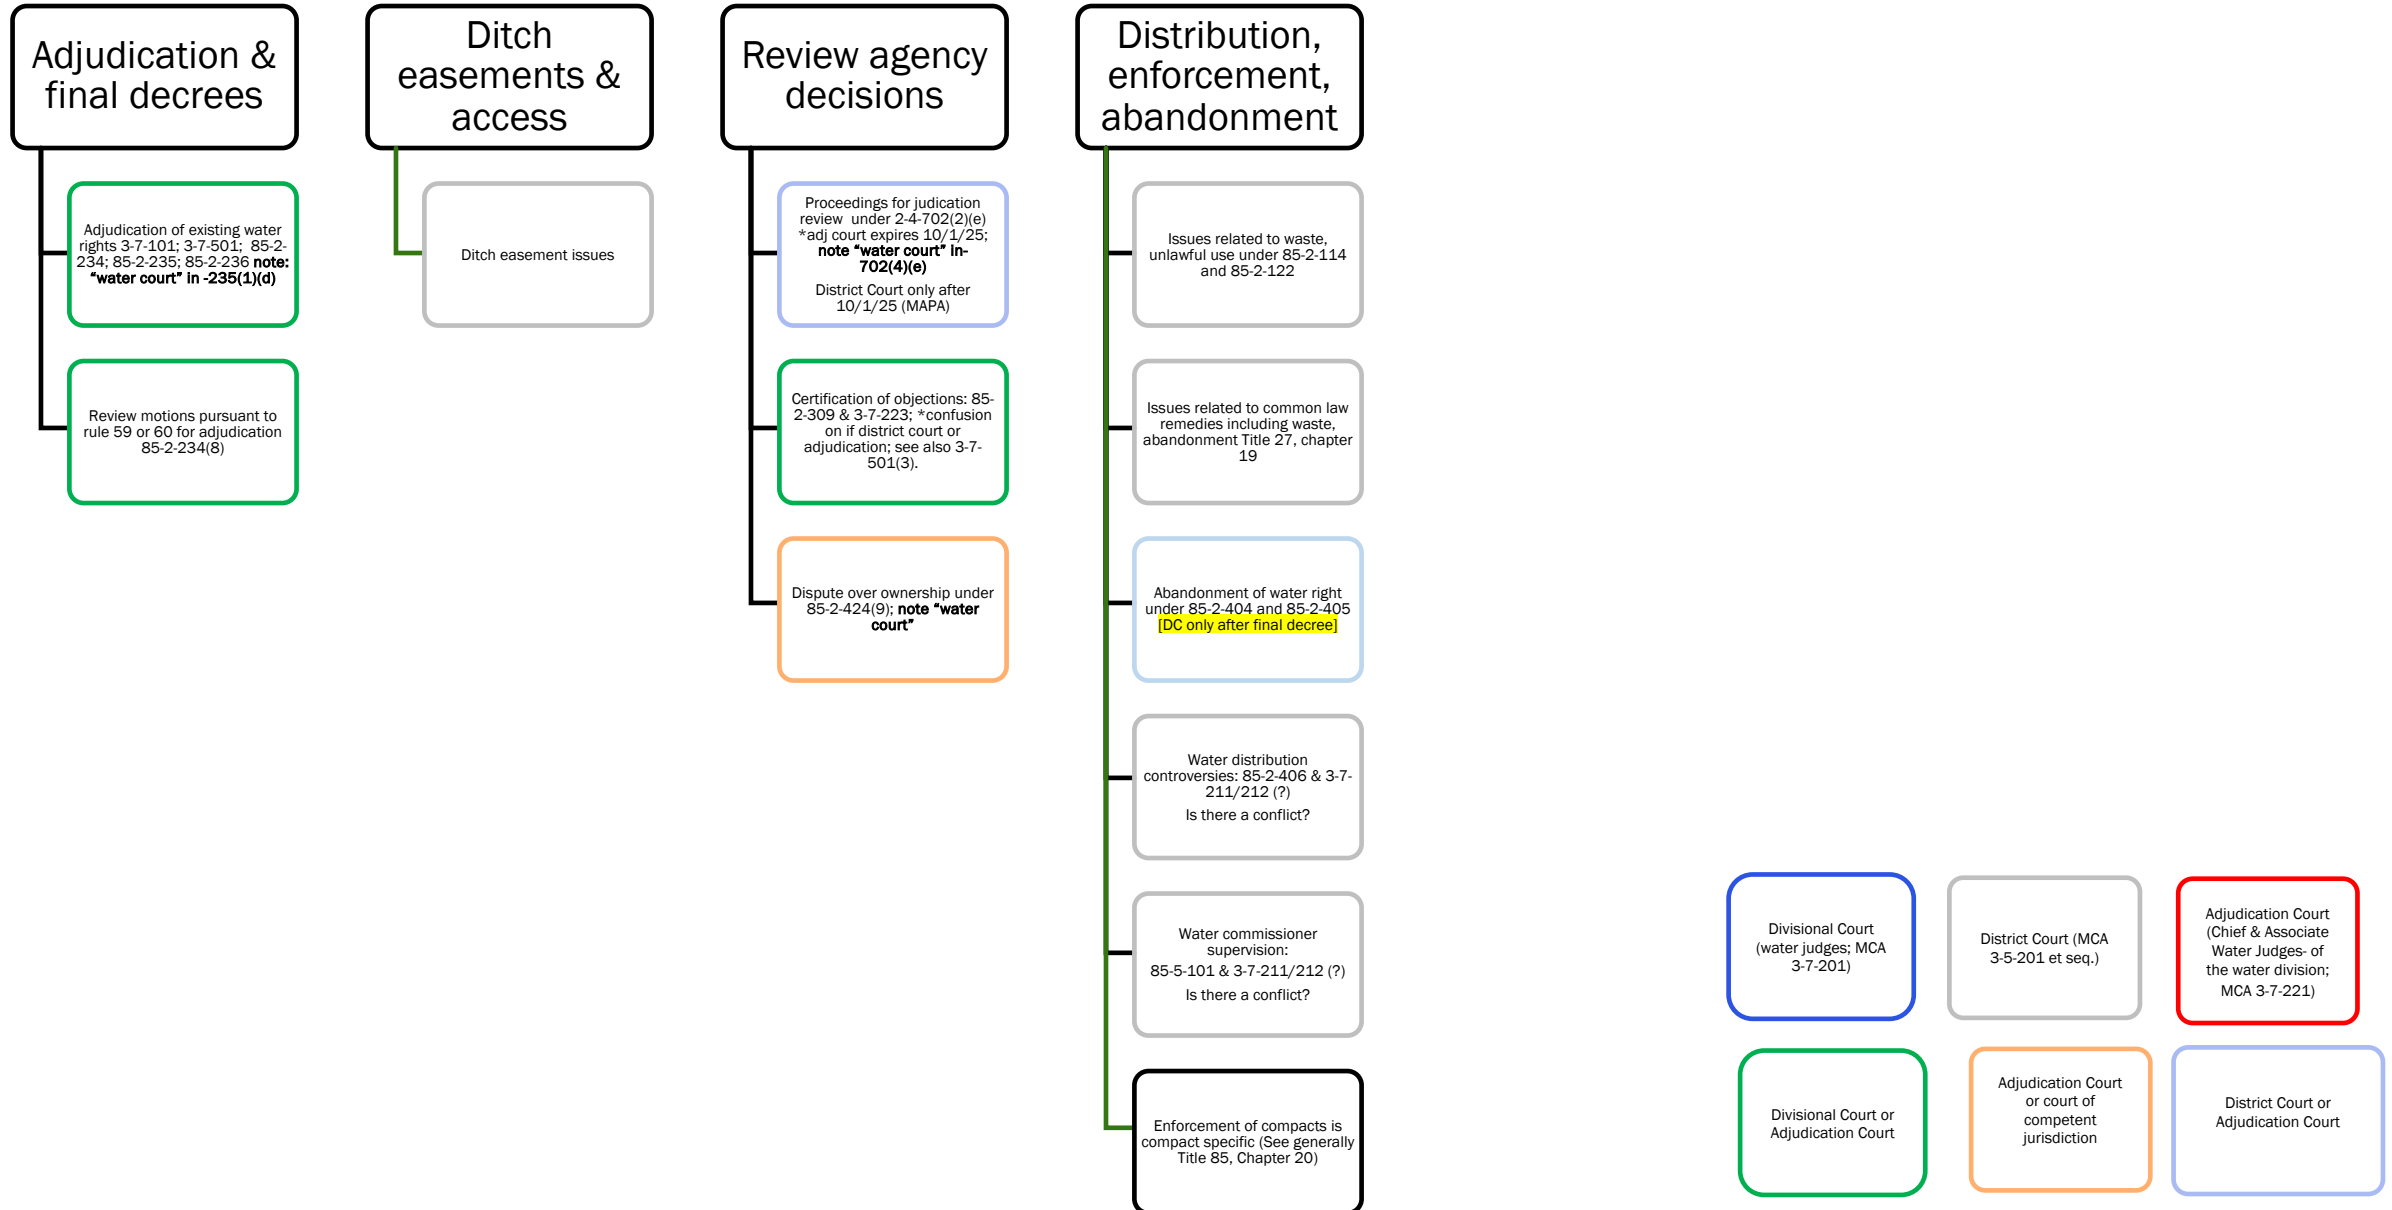 Adjudication &
final decrees
Adjudication of existing water
rights 3-7-101; 3-7-501;  85-2-
234; 85-2-235; 85-2-236 note:
“water court” in -235(1)(d)
Review motions pursuant to
rule 59 or 60 for adjudication
85-2-234(8)
Ditch
easements &
access
Ditch easement issues
Review agency
decisions
Proceedings for judication
review  under 2-4-702(2)(e)
*adj court expires 10/1/25;
note “water court” in-
702(4)(e)
District Court only after
10/1/25 (MAPA)
Certification of objections: 85-
2-309 & 3-7-223; *confusion
on if district court or
adjudication; see also 3-7-
501(3).
Dispute over ownership under
85-2-424(9); note “water
court”
Distribution,
enforcement,
abandonment
Issues related to waste,
unlawful use under 85-2-114
and 85-2-122
Issues related to common law
remedies including waste,
abandonment Title 27, chapter
19
Abandonment of water right
under 85-2-404 and 85-2-405
[DC only after final decree]
Water distribution
controversies: 85-2-406 & 3-7-
211/212 (?)
Is there a conflict?
Water commissioner
supervision:
85-5-101 & 3-7-211/212 (?)
Is there a conflict?
Enforcement of compacts is
compact specific (See generally
Title 85, Chapter 20)
Divisional Court
(water judges; MCA
3-7-201)
District Court (MCA
3-5-201 et seq.)
Adjudication Court
(Chief & Associate
Water Judges- of
the water division;
MCA 3-7-221)
Divisional Court or
Adjudication Court
Adjudication Court
or court of
competent
jurisdiction
District Court or
Adjudication Court